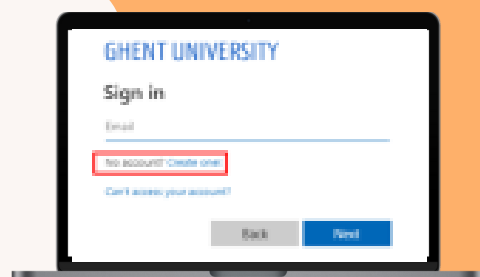 GHENT UNIVERSITY
Sign in
Email
No account? Create one!
Can't access your account?
Back Next